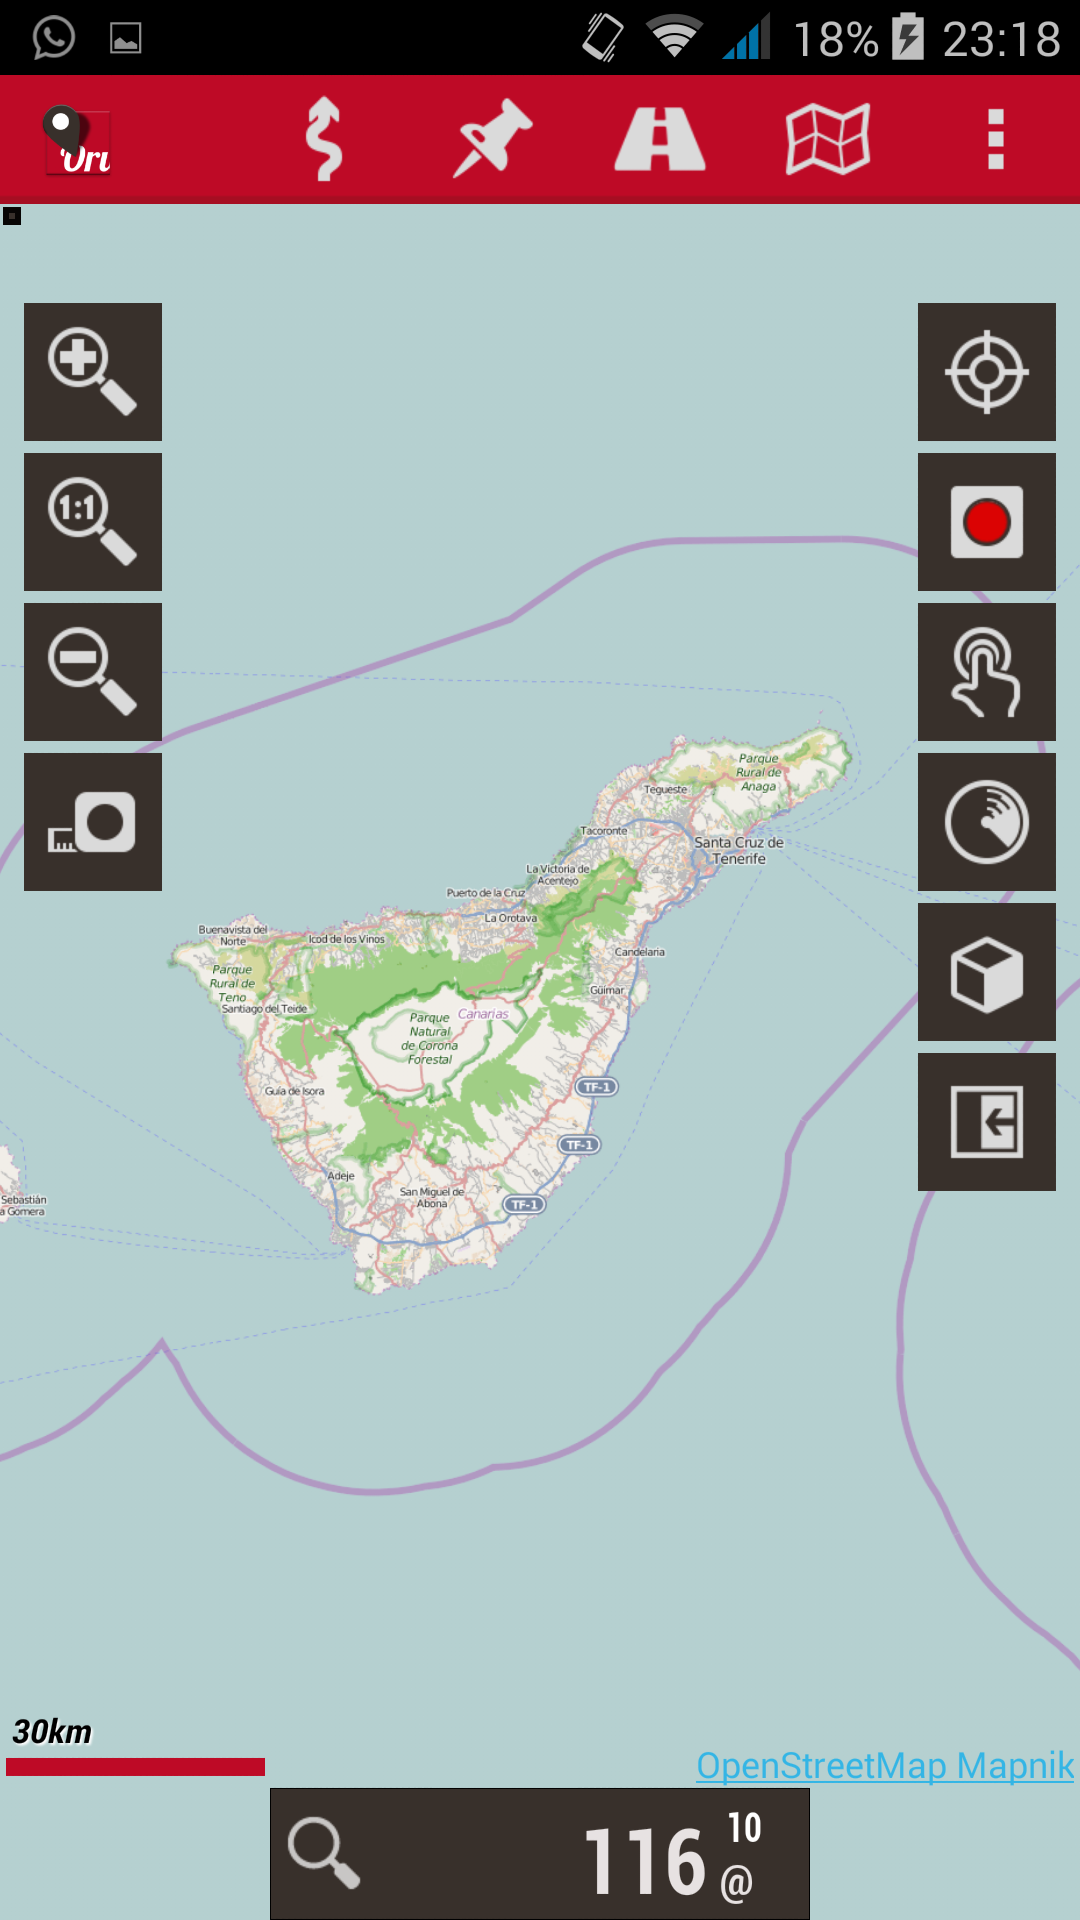 18% 23:18
Oru
1:1
Parque
Rural de
Anaga
Tegueste
Tacoronte
Santa Cruz de
Tenerife
La Victoria de
Acentejo
Puerto de la Cruz
La Orotava
Buenavista del
Norte
Icod de los Vinos
Candelaria
Parque
Rural de
Teno
Güímar
Santiago del Teide
Canarias
Parque
Natural
de Corona
Forestal
TF-1
Guía de Isora
TF-1
Adeje
San Miguel de
Abona
Sebastián
a Gomera
TF-1
30km
OpenStreetMap Mapnik
116 10 @